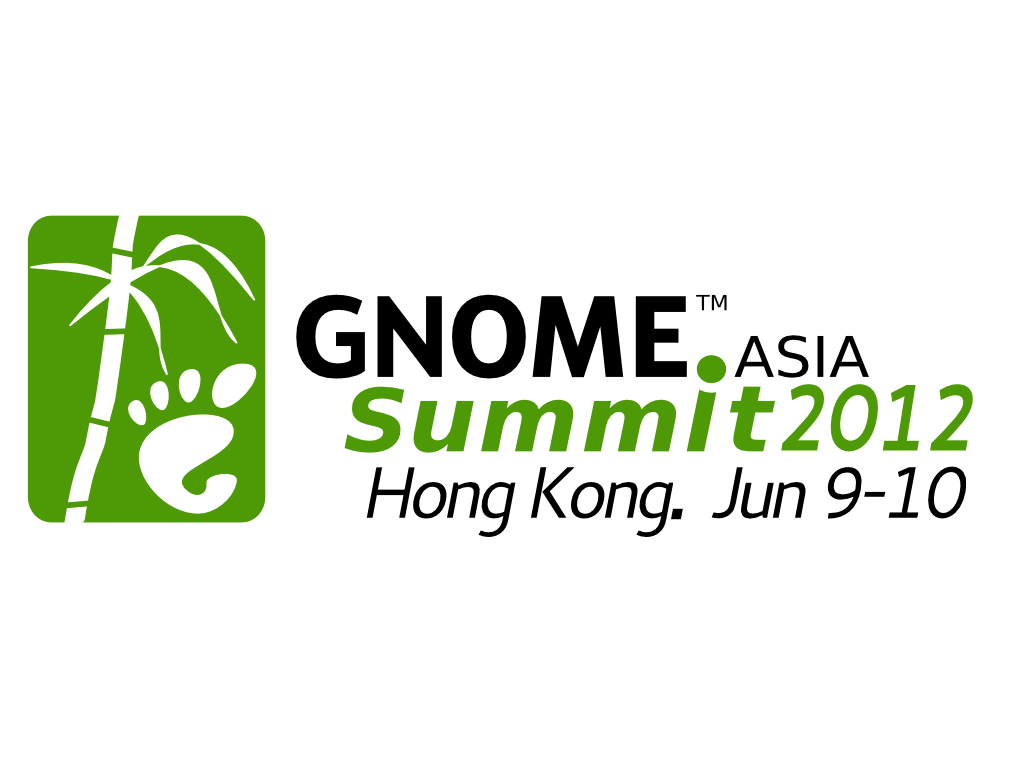 GNOME™.ASIA
Summit 2012
Hong Kong. Jun 9-10